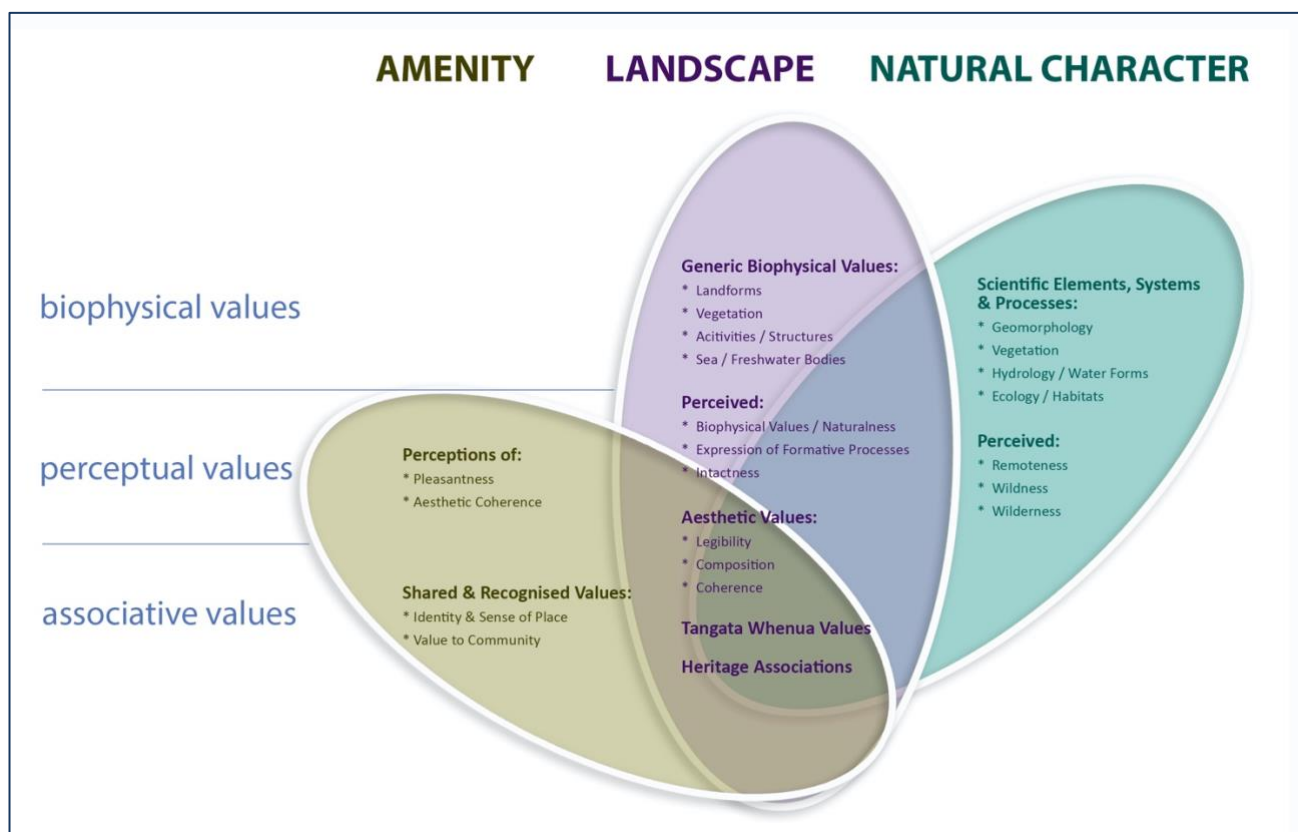 AMENITY LANDSCAPE NATURAL CHARACTER
biophysical values
perceptual values
associative values
Perceptions of:
* Pleasantness
* Aesthetic Coherence
Shared & Recognised Values:
* Identity & Sense of Place
* Value to Community
Generic Biophysical Values:
* Landforms
* Vegetation
* Acitivities / Structures
* Sea / Freshwater Bodies
Perceived:
* Biophysical Values / Naturalness
* Expression of Formative Processes
* Intactness
Aesthetic Values:
* Legibility
* Composition
* Coherence
Tangata Whenua Values
Heritage Associations
Scientific Elements, Systems
& Processes:
* Geomorphology
* Vegetation
* Hydrology / Water Forms
* Ecology / Habitats
Perceived:
* Remoteness
* Wildness
* Wilderness